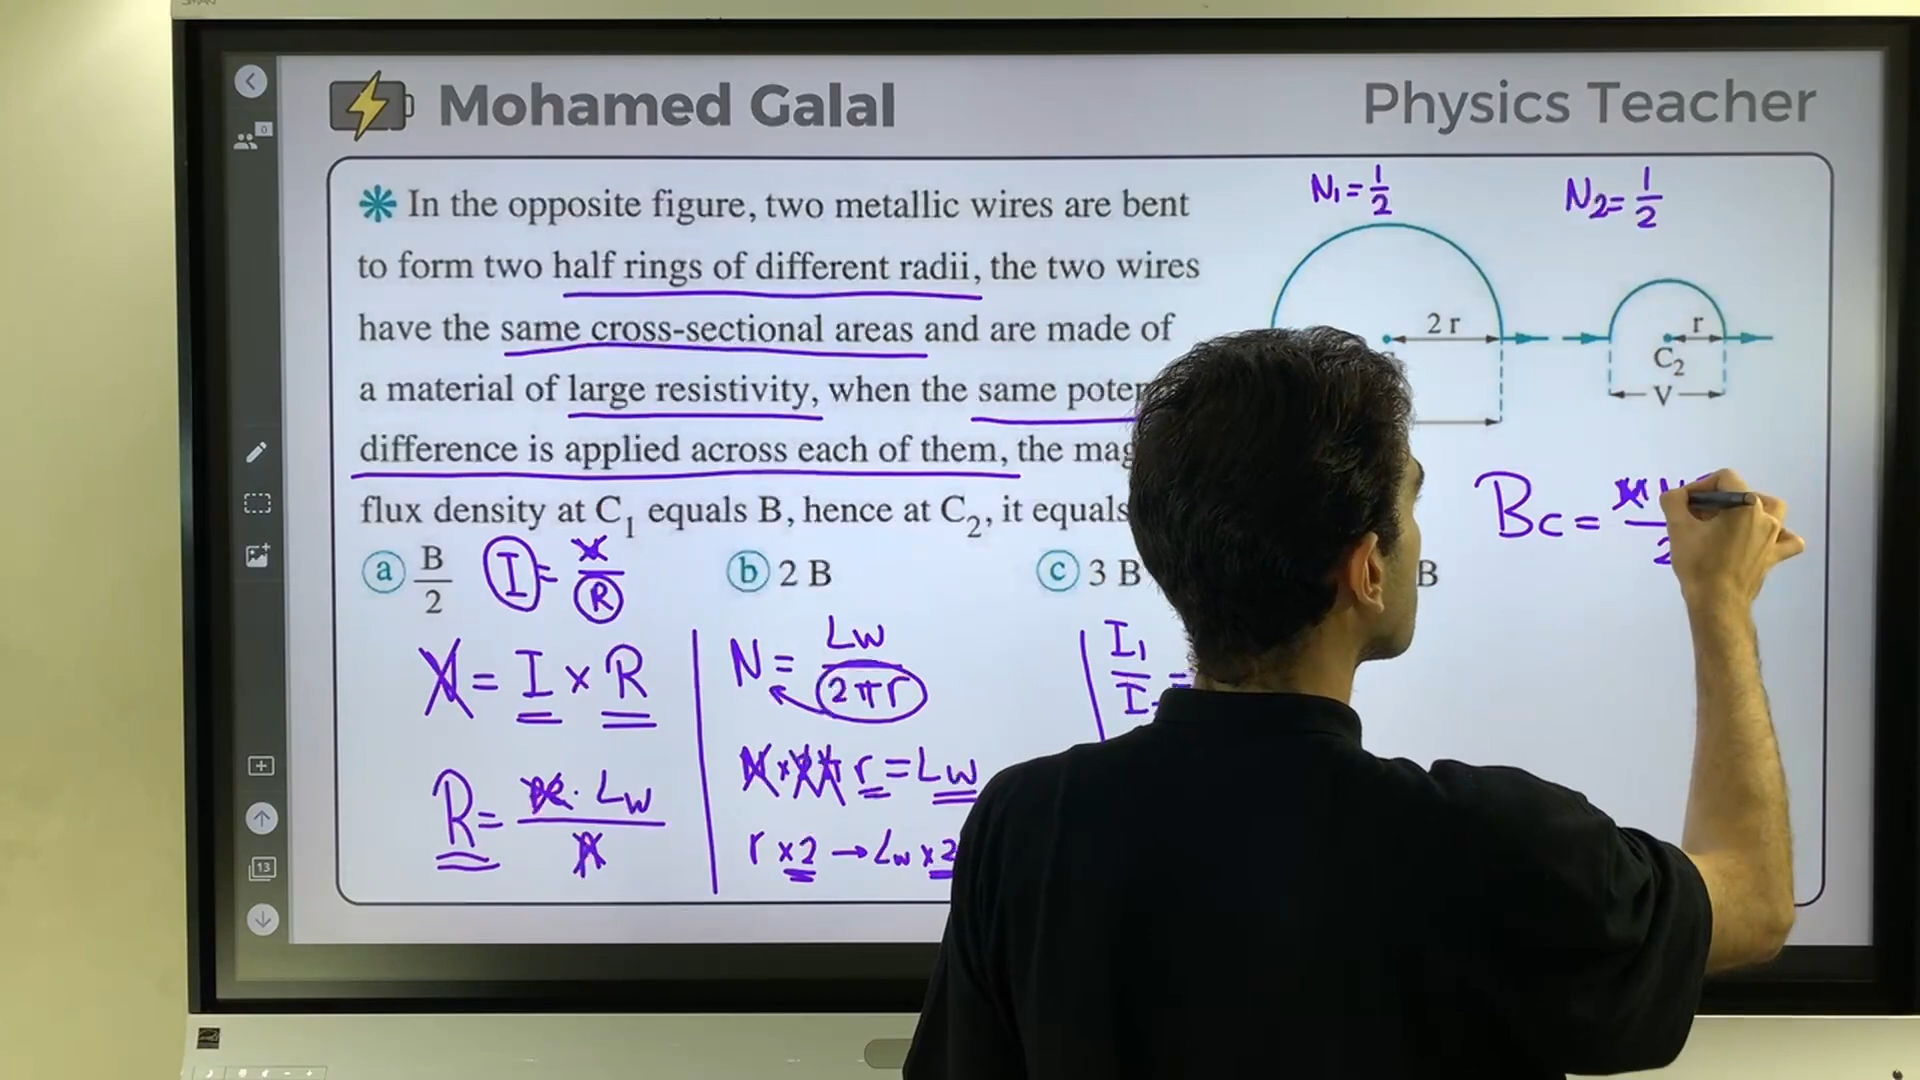 Mohamed Galal
Physics Teacher
In the opposite figure, two metallic wires are bent
to form two half rings of different radii, the two wires
have the same cross-sectional areas and are made of
a material of large resistivity, when the same
difference is applied across each of them, the
flux density at C₁ equals B, hence at C₂, it equals
N₁ = 1/2
N₂ = 1/2
2 r
r
C₂
V
Bc =
a B/2
b 2 B
c 3 B
B
I = V/R
V = I × R
R = ρe · Lw / A
N = Lw / 2πr
N × 2π r = Lw
r × 2 → Lw × 2
I₁
I
=
0
13